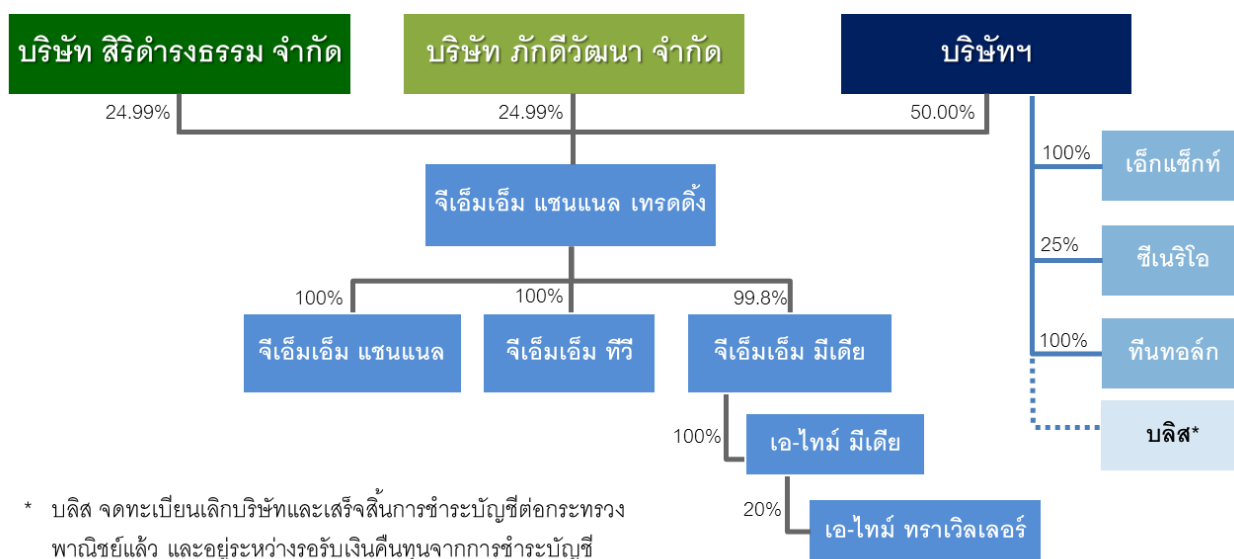 บริษัท สิริดำรงธรรม จำกัด
บริษัท ภักดีวัฒนา จำกัด
บริษัทฯ
24.99%
24.99%
50.00%
100%
เอ็กแซ็กท์
จีเอ็มเอ็ม แชนแนล เทรดดิ้ง
25%
ซีเนริโอ
100%
100%
99.8%
จีเอ็มเอ็ม แชนแนล
จีเอ็มเอ็ม ทีวี
จีเอ็มเอ็ม มีเดีย
100%
ทีนทอล์ก
บลิส*
100%
เอ-ไทม์ มีเดีย
20%
เอ-ไทม์ ทราเวิลเลอร์
* บลิส จดทะเบียนเลิกบริษัทและเสร็จสิ้นการชำระบัญชีต่อกระทรวง
พาณิชย์แล้ว และอยู่ระหว่างรอรับเงินคืนทุนจากการชำระบัญชี